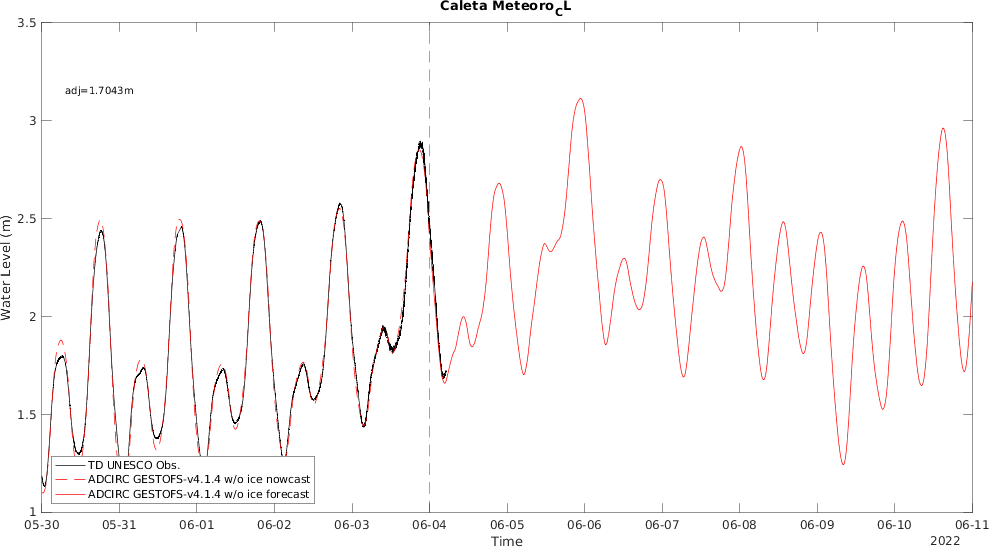 Caleta Meteoro_CL
adj=1.7043m
Water Level (m)
3.5
3
2.5
2
1.5
1
TD UNESCO Obs.
ADCIRC GESTOFS-v4.1.4 w/o ice nowcast
ADCIRC GESTOFS-v4.1.4 w/o ice forecast
05-30 05-31 06-01 06-02 06-03 06-04 06-05 06-06 06-07 06-08 06-09 06-10 06-11
Time
2022